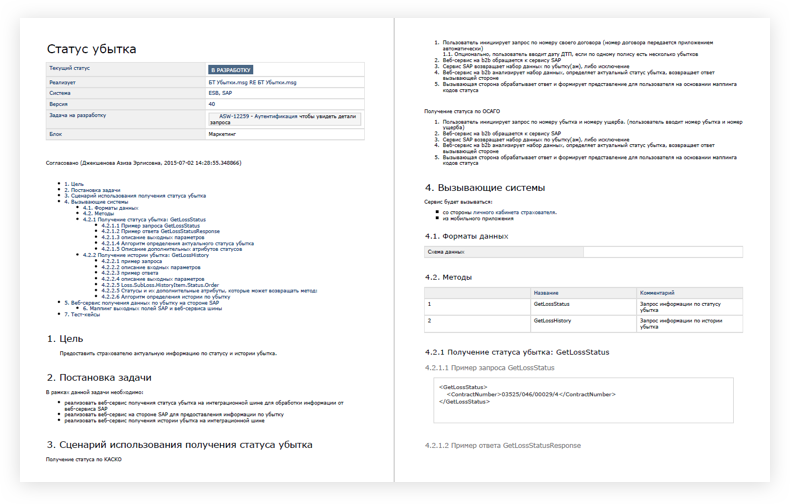 Статус убытка
Текущий статус В РАЗРАБОТКУ
Реализует БТ Убытки.msg RE БТ Убытки.msg
Система ESB, SAP
Версия 40
Задача на разработку ASW-12259 - Аутентификация чтобы увидеть детали
запроса
Блок Маркетинг
Согласовано (Джекшенова Азиза Эрлисовна, 2015-07-02 14:28:55.348866)
1. Цель
2. Постановка задачи
3. Сценарий использования получения статуса убытка
4. Вызывающие системы
4.1. Форматы данных
4.2. Методы
4.2.1 Получение статуса убытка: GetLossStatus
4.2.1.1 Пример запроса GetLossStatus
4.2.1.2 Пример ответа GetLossStatusResponse
4.2.1.3 описание выходных параметров
4.2.1.4 Алгоритм определения актуального статуса убытка
4.2.1.5 Описание дополнительных атрибутов статусов
4.2.2 Получение истории убытка: GetLossHistory
4.2.2.1 пример запроса
4.2.2.2 описание входных параметров
4.2.2.3 пример ответа
4.2.2.4 описание выходных параметров
4.2.2.5 Loss.SubLoss.HistoryItem.Status.Order
4.2.2.5 Статусы и их дополнительные атрибуты, которые может возвращать метод
4.2.2.6 Алгоритм определения истории по убытку
5. Веб-сервис получения данных по убытку на стороне SAP
6. Маппинг выходных полей SAP и веб-сервиса шины
7. Тест-кейсы
1. Цель
Предоставить страхователю актуальную информацию по статусу и истории убытка.
2. Постановка задачи
В рамках данной задачи необходимо:
реализовать веб-сервис получения статуса убытка на интеграционной шине для обработки информации от
веб-сервиса SAP
реализовать веб-сервис на стороне SAP для предоставления информации по убытку
реализовать веб-сервис получения истории убытка на интеграционной шине
3. Сценарий использования получения статуса убытка
Получение статуса по КАСКО
1. Пользователь инициирует запрос по номеру своего договора (номер договора передается приложением
автоматически)
1.1. Опционально, пользователь вводит дату ДТП, если по одному полису есть несколько убытков
2. Веб-сервис на b2b обращается к сервису SAP
3. Сервис SAP возвращает набор данных по убытку(ам), либо исключение
4. Веб-сервис на b2b анализирует набор данных, определяет актуальный статус убытка, возвращает ответ
вызывающей стороне
5. Вызывающая сторона обрабатывает ответ и формирует представление для пользователя на основании маппинга
кодов статуса
Получение статуса по ОСАГО
1. Пользователь инициирует запрос по номеру убытка и номеру ущерба. (пользователь вводит номер убытка и номер
ущерба)
2. Веб-сервис на b2b обращается к сервису SAP
3. Сервис SAP возвращает набор данных по убытку(ам), либо исключение
4. Веб-сервис на b2b анализирует набор данных, определяет актуальный статус убытка, возвращает ответ
вызывающей стороне
5. Вызывающая сторона обрабатывает ответ и формирует представление для пользователя на основании маппинга
кодов статуса
4. Вызывающие системы
Сервис будет вызываться:
со стороны личного кабинета страхователя.
из мобильного приложения
4.1. Форматы данных
Схема данных
4.2. Методы
Название Комментарий
1 GetLossStatus Запрос информации по статусу
убытка
2 GetLossHistory Запрос информации по истории
убытка
4.2.1 Получение статуса убытка: GetLossStatus
4.2.1.1 Пример запроса GetLossStatus
<GetLossStatus>
<ContractNumber>03525/046/00029/4</ContractNumber>
</GetLossStatus>
4.2.1.2 Пример ответа GetLossStatusResponse